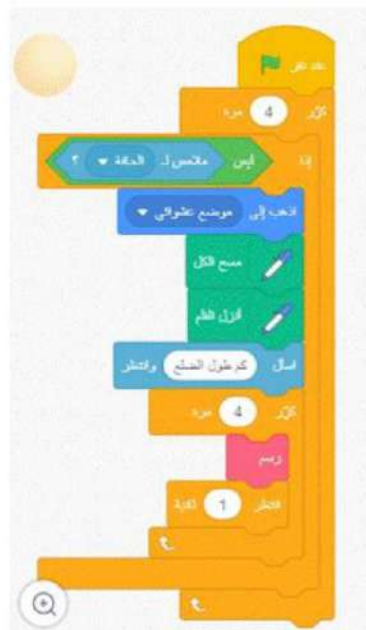 عند نقر
كرّر 4 مرة
إذا ليس ملامس لـ الحافة ؟
اذهب إلى موضع عشوائي
مسح الكل
أنزل القلم
اسأل كم طول الضلع وانتظر
كرّر 4 مرة
رسم
انتظر 1 ثانية